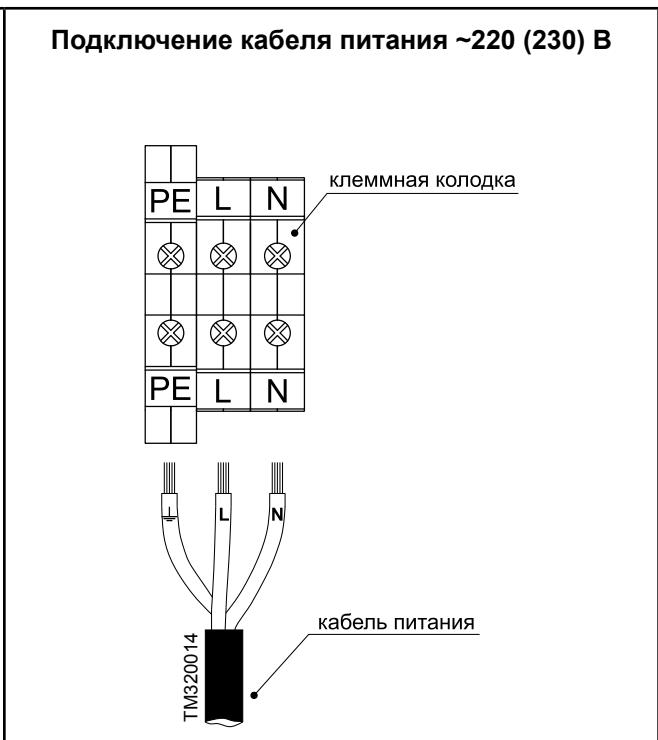 Подключение кабеля питания ~220 (230) В
клеммная колодка
PE L N
PE L N
L N
кабель питания
TM320014